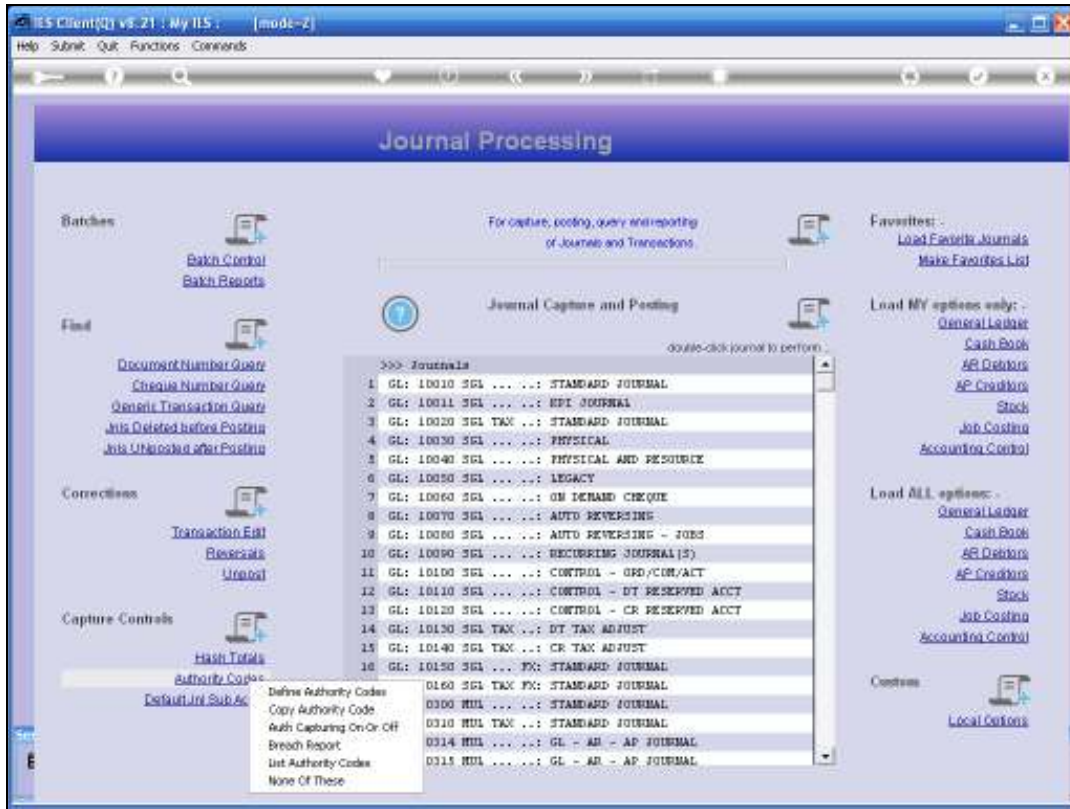 IES Client(Q) v8.21 : My IES : [mode=2]
Help Submit Quit Functions Commands
Journal Processing
Batches
Batch Control
Batch Reports
Find
Document Number Query
Cheque Number Query
Generic Transaction Query
Jnls Deleted before Posting
Jnls UNposted after Posting
Corrections
Transaction Edit
Reversals
Unpost
Capture Controls
Hash Totals
Authority Codes
Default Jnl Sub Ac
Define Authority Codes
Copy Authority Code
Auth Capturing On Or Off
Breach Report
List Authority Codes
None Of These
For capture, posting, query and reporting
of Journals and Transactions.
Journal Capture and Posting
double-click journal to perform
>>> Journals
1 GL: 10010 SGL ... ..: STANDARD JOURNAL
2 GL: 10011 SGL ... ..: KPI JOURNAL
3 GL: 10020 SGL TAX ..: STANDARD JOURNAL
4 GL: 10030 SGL ... ..: PHYSICAL
5 GL: 10040 SGL ... ..: PHYSICAL AND RESOURCE
6 GL: 10050 SGL ... ..: LEGACY
7 GL: 10060 SGL ... ..: ON DEMAND CHEQUE
8 GL: 10070 SGL ... ..: AUTO REVERSING
9 GL: 10080 SGL ... ..: AUTO REVERSING - JOBS
10 GL: 10090 SGL ... ..: RECURRING JOURNAL(S)
11 GL: 10100 SGL ... ..: CONTROL - ORD/COM/ACT
12 GL: 10110 SGL ... ..: CONTROL - DT RESERVED ACCT
13 GL: 10120 SGL ... ..: CONTROL - CR RESERVED ACCT
14 GL: 10130 SGL TAX ..: DT TAX ADJUST
15 GL: 10140 SGL TAX ..: CR TAX ADJUST
16 GL: 10150 SGL ... FX: STANDARD JOURNAL
0160 SGL TAX FX: STANDARD JOURNAL
0300 MUL ... ..: STANDARD JOURNAL
0310 MUL TAX ..: STANDARD JOURNAL
0314 MUL ... ..: GL - AR - AP JOURNAL
0315 MUL ... ..: GL - AR - AP JOURNAL
Favorites: .
Load Favorite Journals
Make Favorites List
Load MY options only: .
General Ledger
Cash Book
AR Debtors
AP Creditors
Stock
Job Costing
Accounting Control
Load ALL options: .
General Ledger
Cash Book
AR Debtors
AP Creditors
Stock
Job Costing
Accounting Control
Custom
Local Options